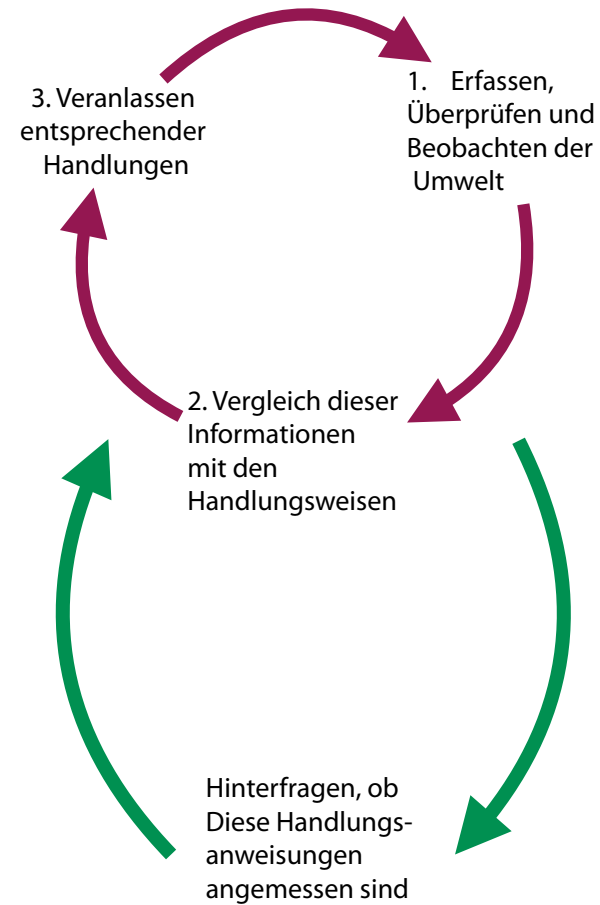 1. Erfassen,
Überprüfen und
Beobachten der
Umwelt
2. Vergleich dieser
Informationen
mit den
Handlungsweisen
3. Veranlassen
entsprechender
Handlungen
Hinterfragen, ob
Diese Handlungs-
anweisungen
angemessen sind